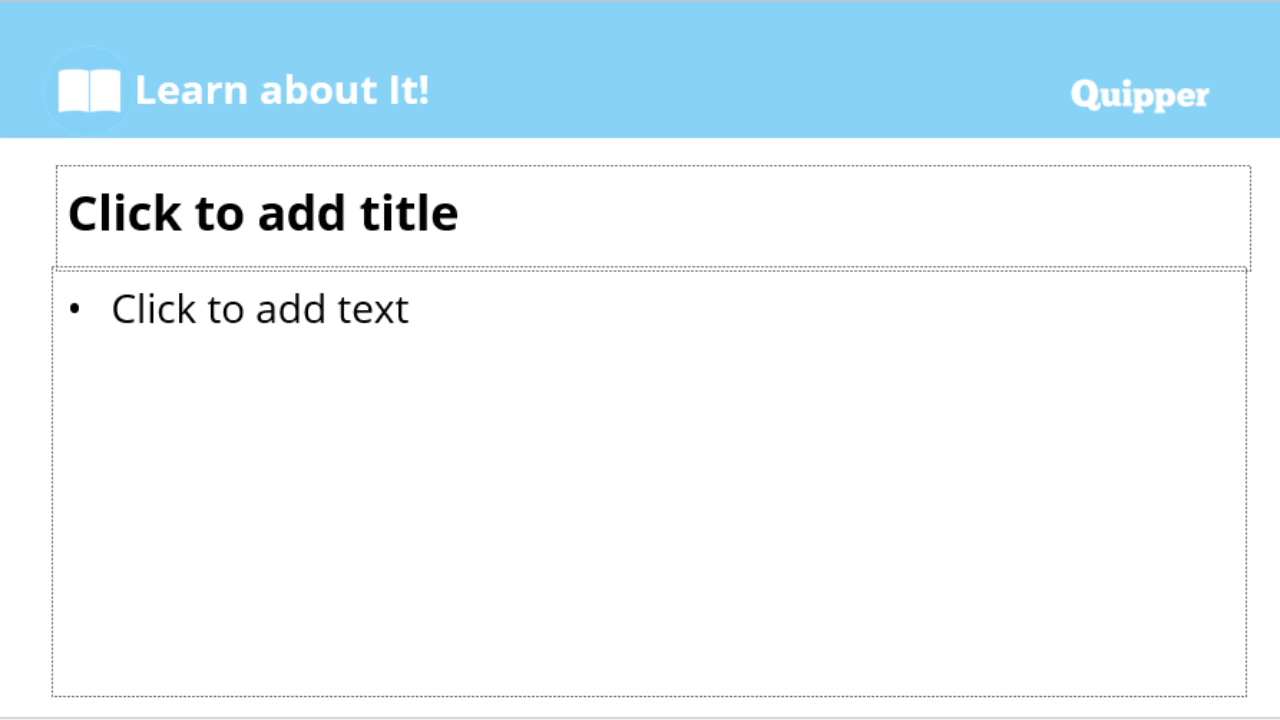 Learn about It!
Quipper
Click to add title
• Click to add text